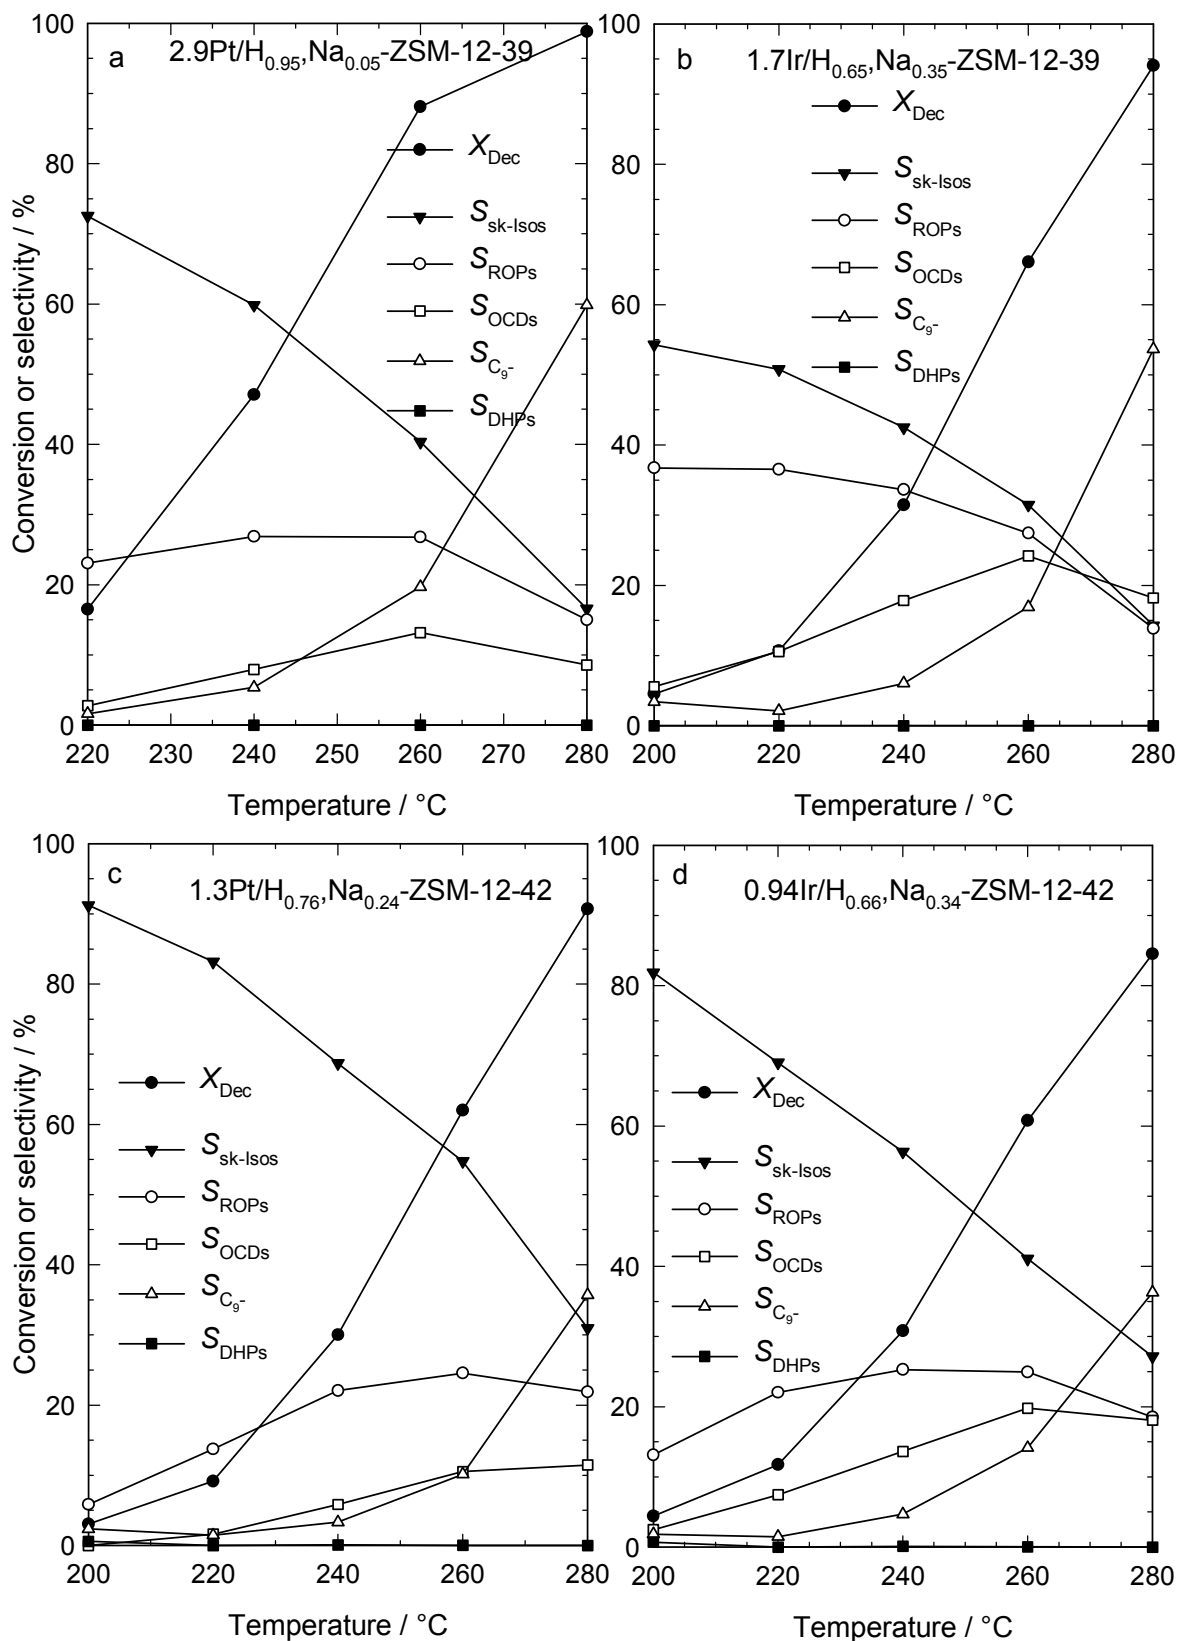 a 2.9Pt/H0.95,Na0.05-ZSM-12-39
XDec
Ssk-Isos
SROPs
SOCDs
SC9-
SDHPs
100
80
60
40
20
0
Conversion or selectivity / %
220 230 240 250 260 270 280
Temperature / °C
b 1.7Ir/H0.65,Na0.35-ZSM-12-39
XDec
Ssk-Isos
SROPs
SOCDs
SC9-
SDHPs
100
80
60
40
20
0
200 220 240 260 280
Temperature / °C
c 1.3Pt/H0.76,Na0.24-ZSM-12-42
XDec
Ssk-Isos
SROPs
SOCDs
SC9-
SDHPs
100
80
60
40
20
0
Conversion or selectivity / %
200 220 240 260 280
Temperature / °C
d 0.94Ir/H0.66,Na0.34-ZSM-12-42
XDec
Ssk-Isos
SROPs
SOCDs
SC9-
SDHPs
100
80
60
40
20
0
200 220 240 260 280
Temperature / °C